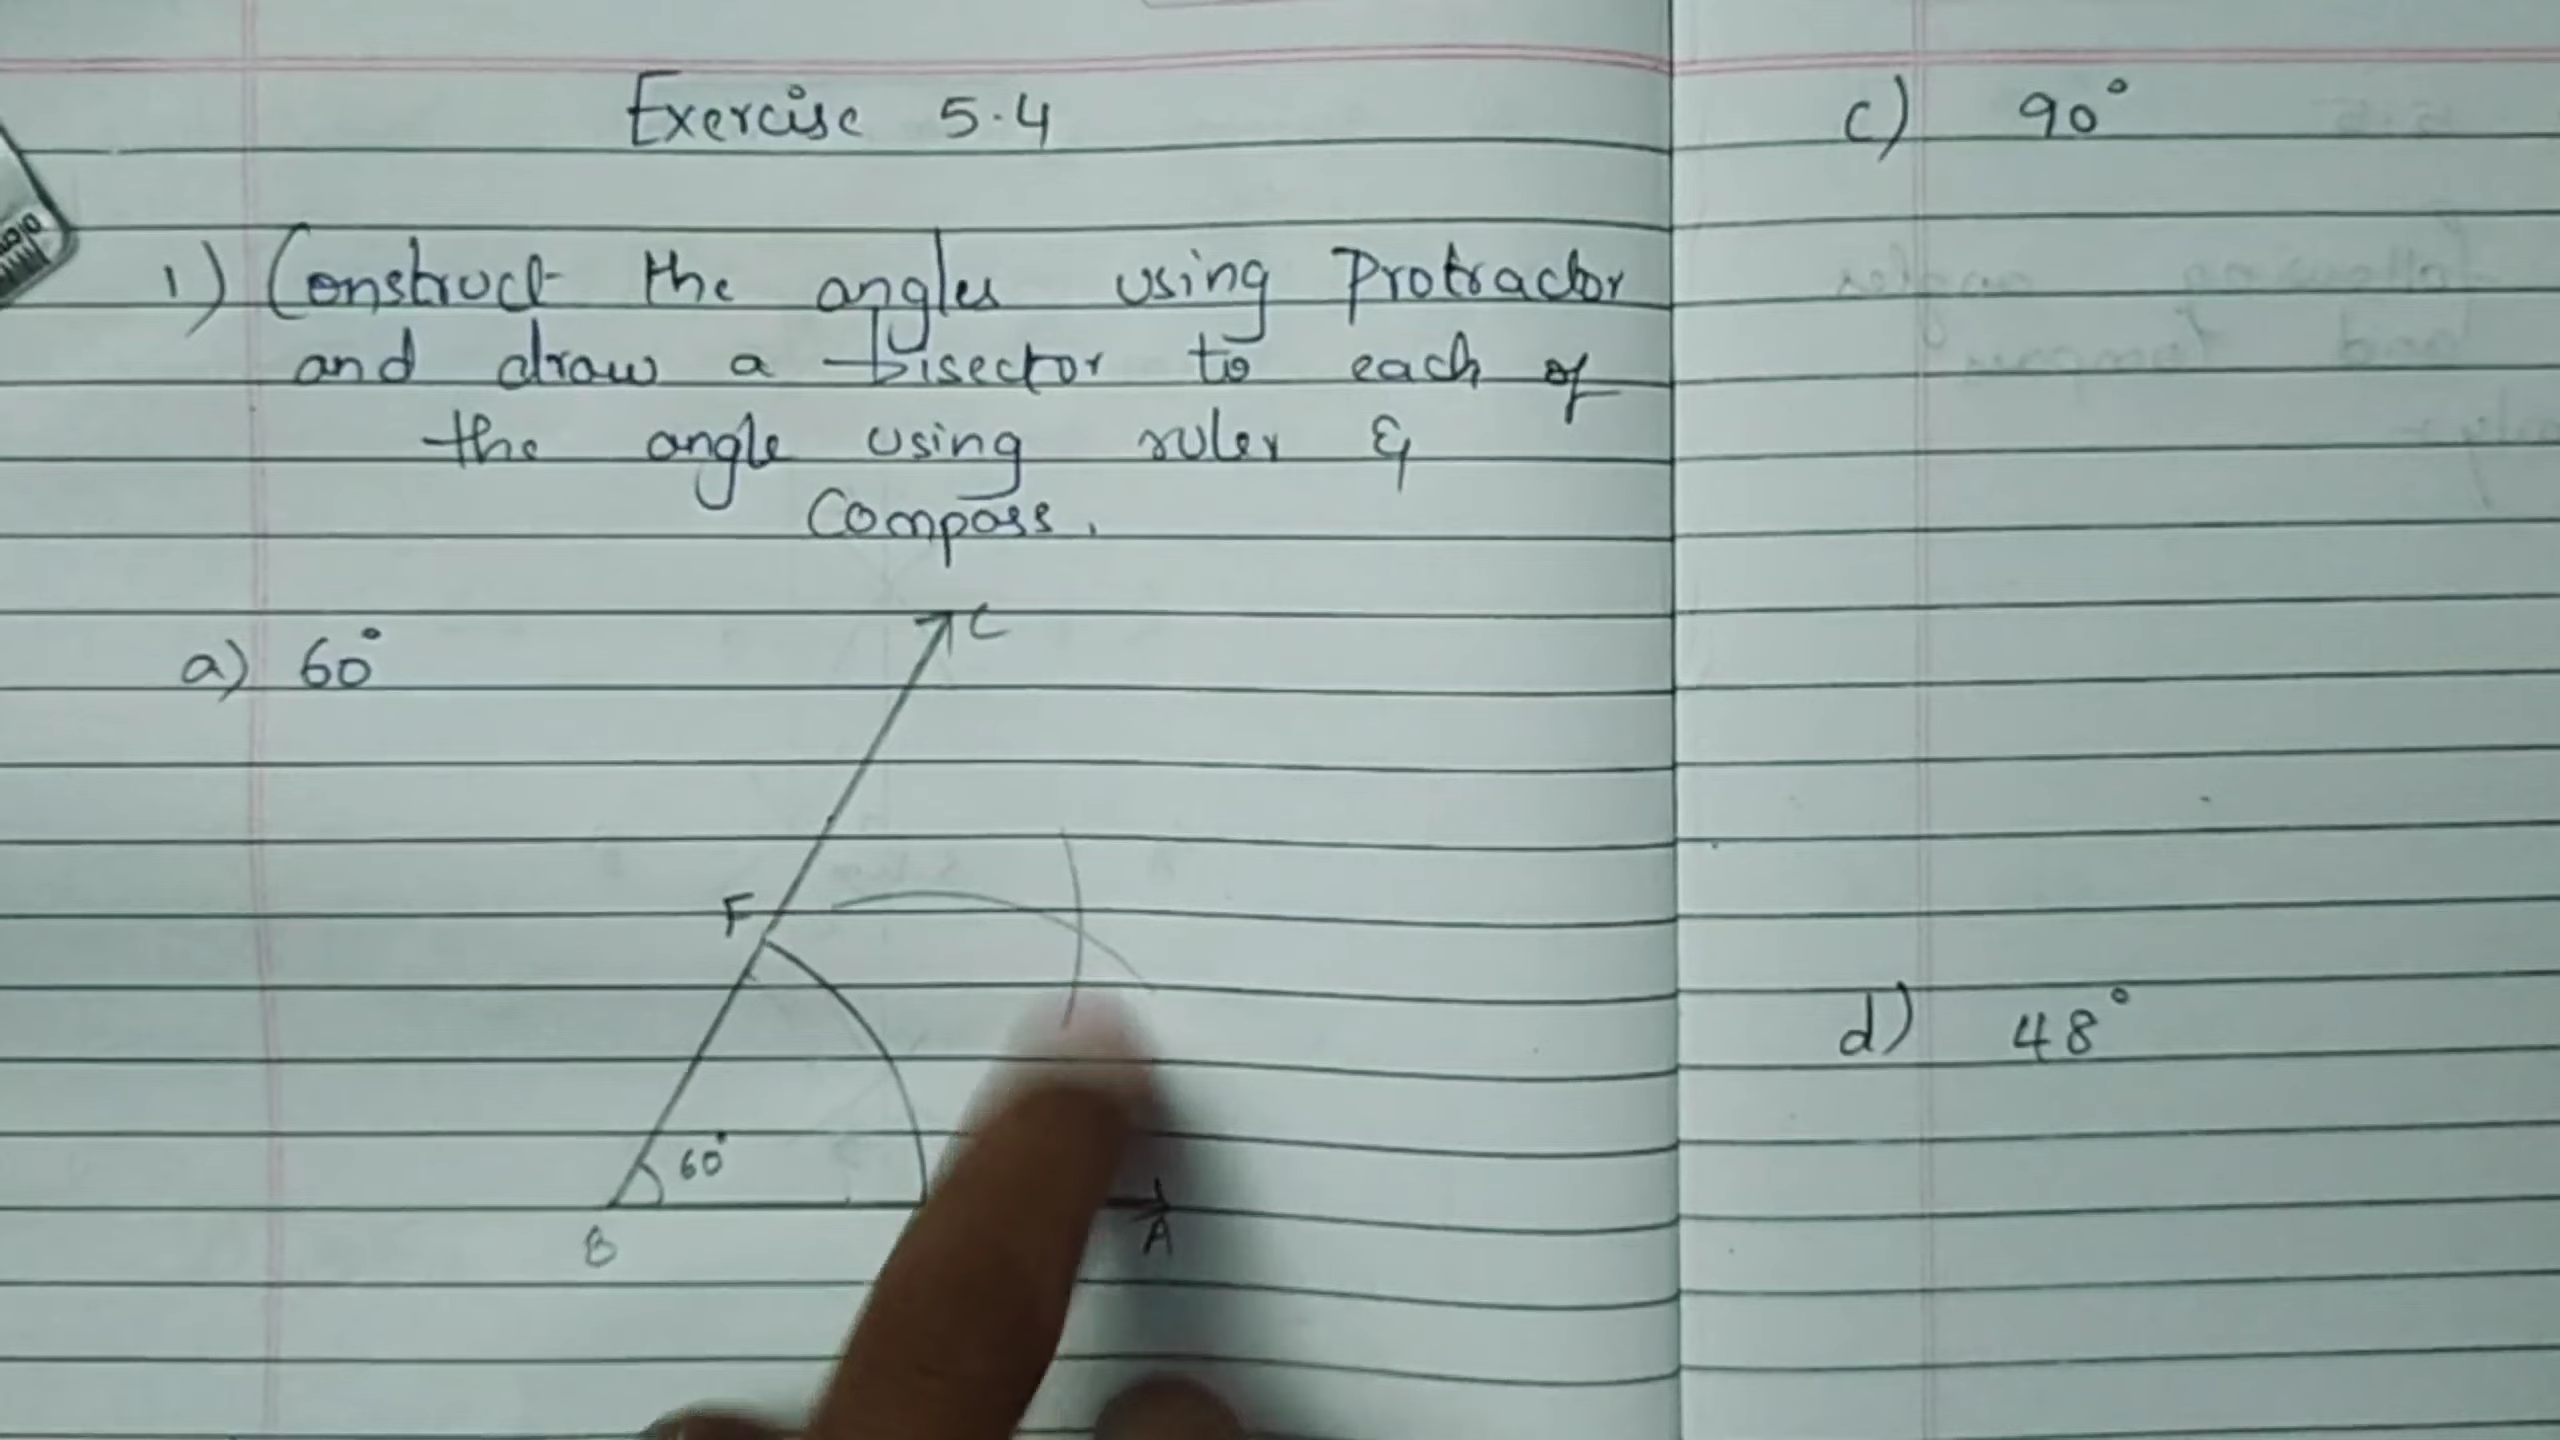 Exercise 5.4
1) Construct the angles using Protractor
and draw a bisector to each of
the angle using ruler &
Compass.
a) 60°
C
F
60°
B
A
c) 90°
d) 48°